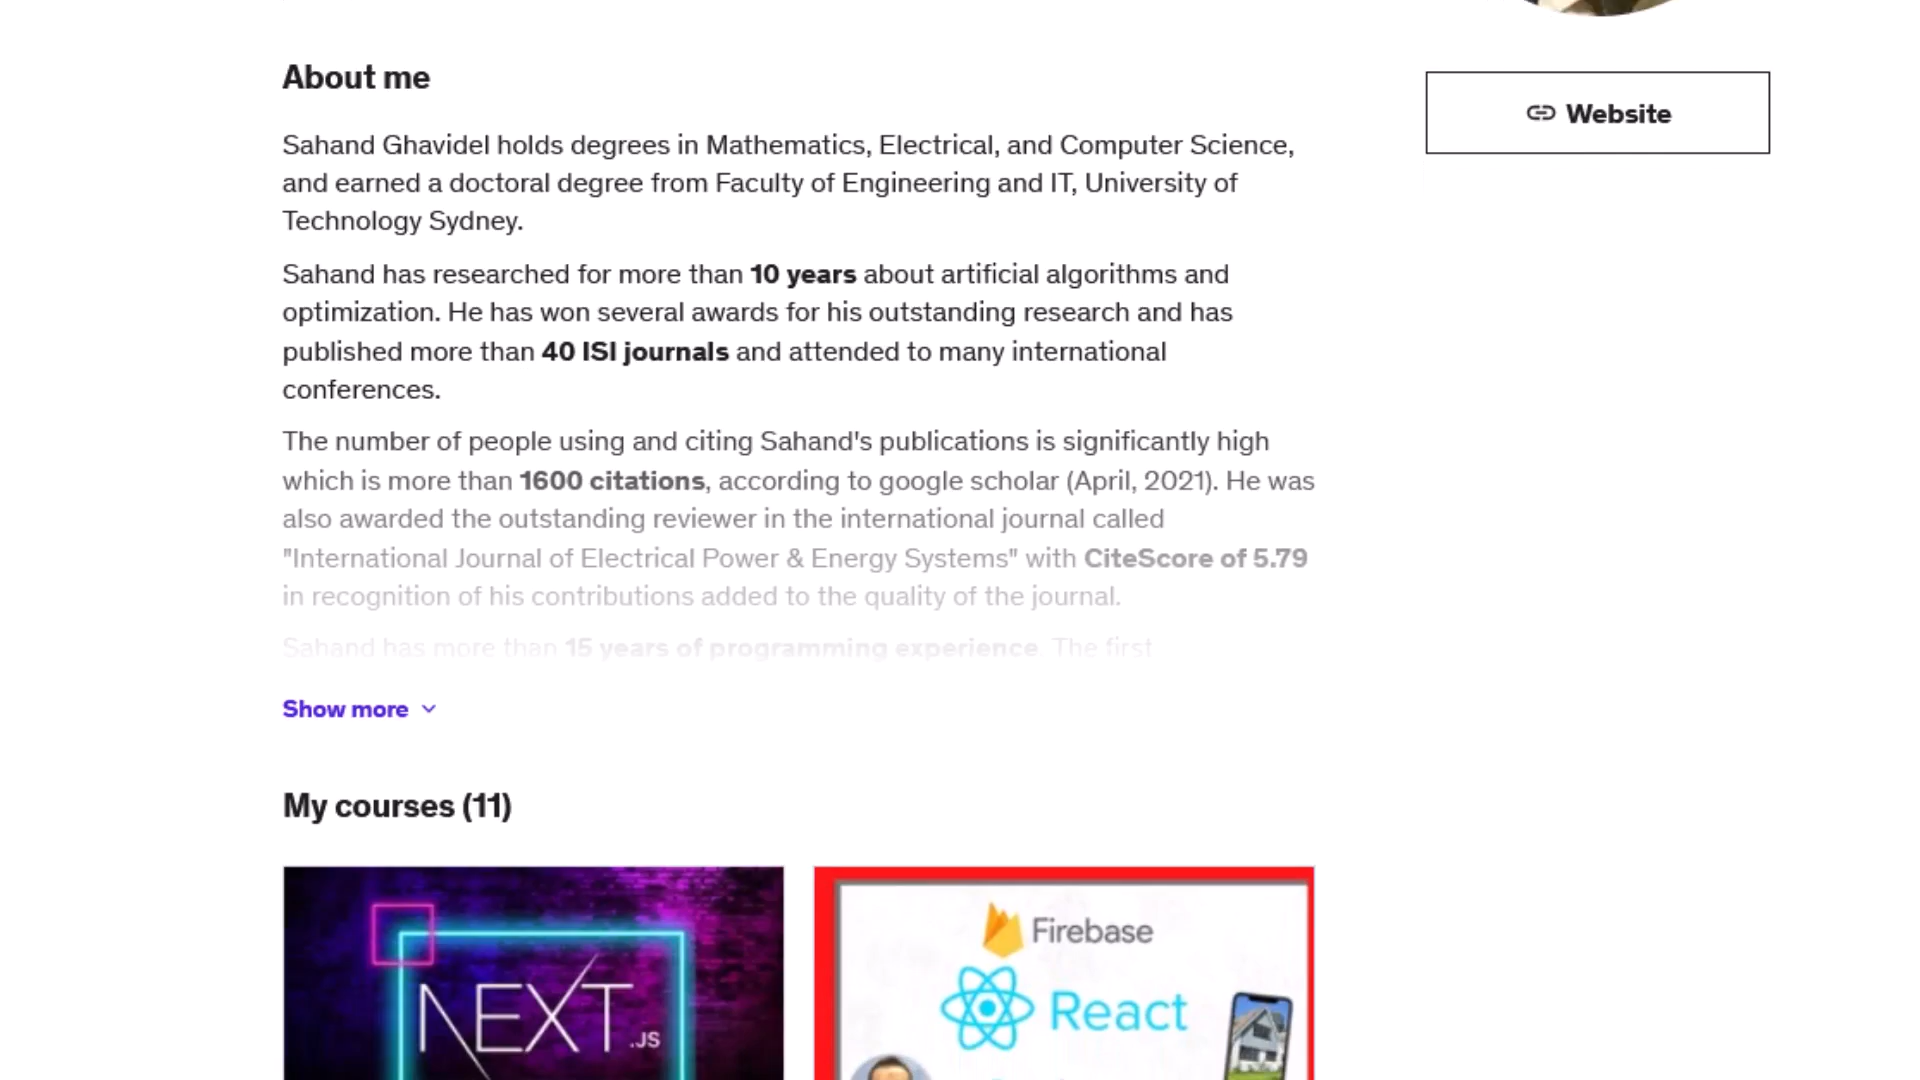 About me
Website
Sahand Ghavidel holds degrees in Mathematics, Electrical, and Computer Science,
and earned a doctoral degree from Faculty of Engineering and IT, University of
Technology Sydney.
Sahand has researched for more than 10 years about artificial algorithms and
optimization. He has won several awards for his outstanding research and has
published more than 40 ISI journals and attended to many international
conferences.
The number of people using and citing Sahand's publications is significantly high
which is more than 1600 citations, according to google scholar (April, 2021). He was
also awarded the outstanding reviewer in the international journal called
"International Journal of Electrical Power & Energy Systems" with CiteScore of 5.79
in recognition of his contributions added to the quality of the journal.
Sahand has more than 15 years of programming experience. The first
Show more
My courses (11)
NEXT.JS
Firebase
React